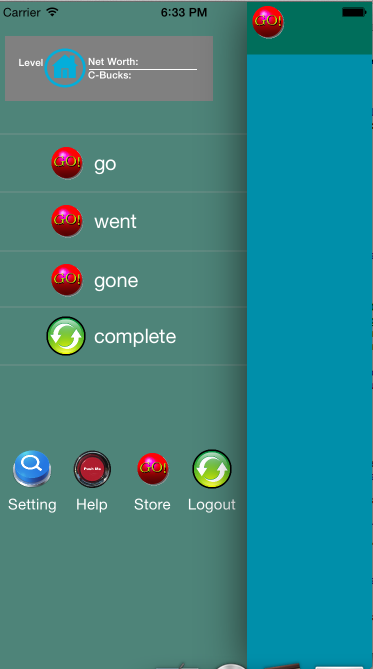 Carrier 6:33 PM
GO!
Level
Net Worth:
C-Bucks:
GO! go
GO! went
GO! gone
complete
Push Me
GO!
Setting Help Store Logout